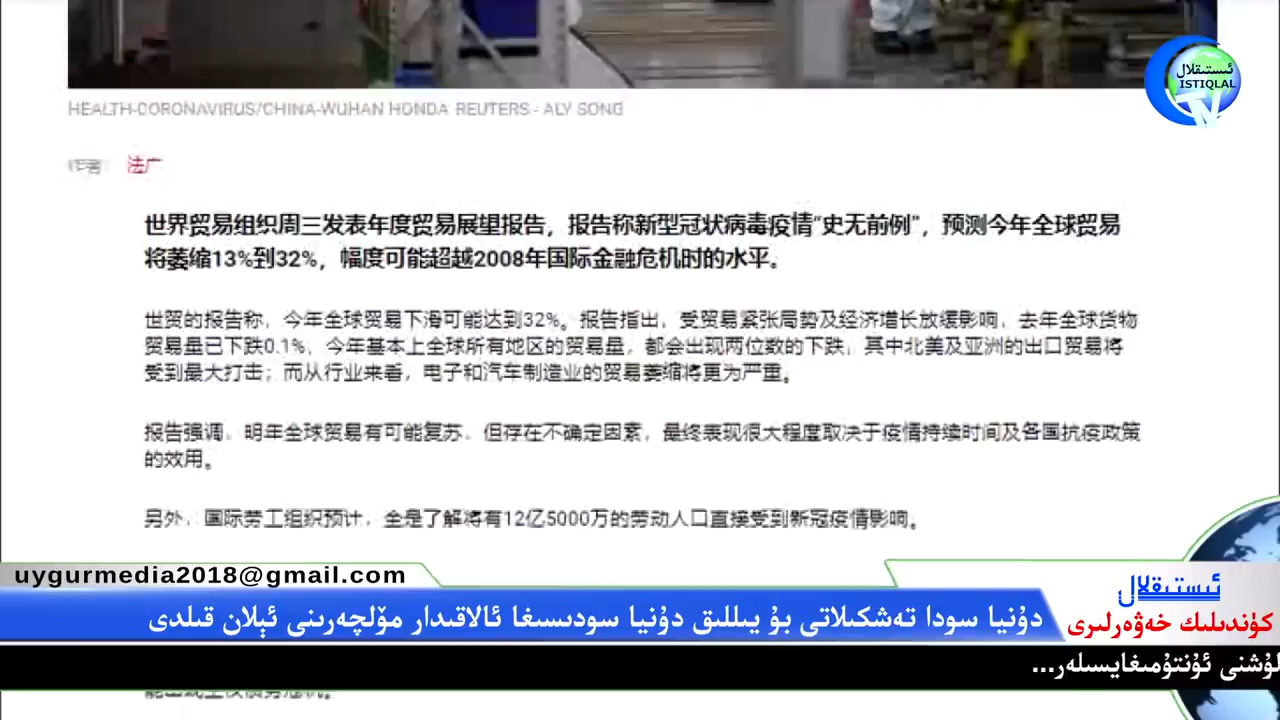 ئىستىقلال
ISTIQLAL
TV
HEALTH-CORONAVIRUS/CHINA-WUHAN HONDA REUTERS - ALY SONG
作者： 法广
世界贸易组织周三发表年度贸易展望报告，报告称新型冠状病毒疫情“史无前例”，预测今年全球贸易
将萎缩13%到32%，幅度可能超越2008年国际金融危机时的水平。
世贸的报告称，今年全球贸易下滑可能达到32%。报告指出，受贸易紧张局势及经济增长放缓影响，去年全球货物
贸易量已下跌0.1%，今年基本上全球所有地区的贸易量，都会出现两位数的下跌，其中北美及亚洲的出口贸易将
受到最大打击；而从行业来看，电子和汽车制造业的贸易萎缩将更为严重。
报告强调，明年全球贸易有可能复苏，但存在不确定因素，最终表现很大程度取决于疫情持续时间及各国抗疫政策
的效用。
另外，国际劳工组织预计，全是了解将有12亿5000万的劳动人口直接受到新冠疫情影响。
uygurmedia2018@gmail.com
ئىستىقلال
كۈندىلىك خەۋەرلىرى
دۇنيا سودا تەشكىلاتى بۇ يىللىق دۇنيا سودىسىغا ئالاقىدار مۆلچەرىنى ئېلان قىلدى
لۇشنى ئۇنتۇمىغايسىلەر...